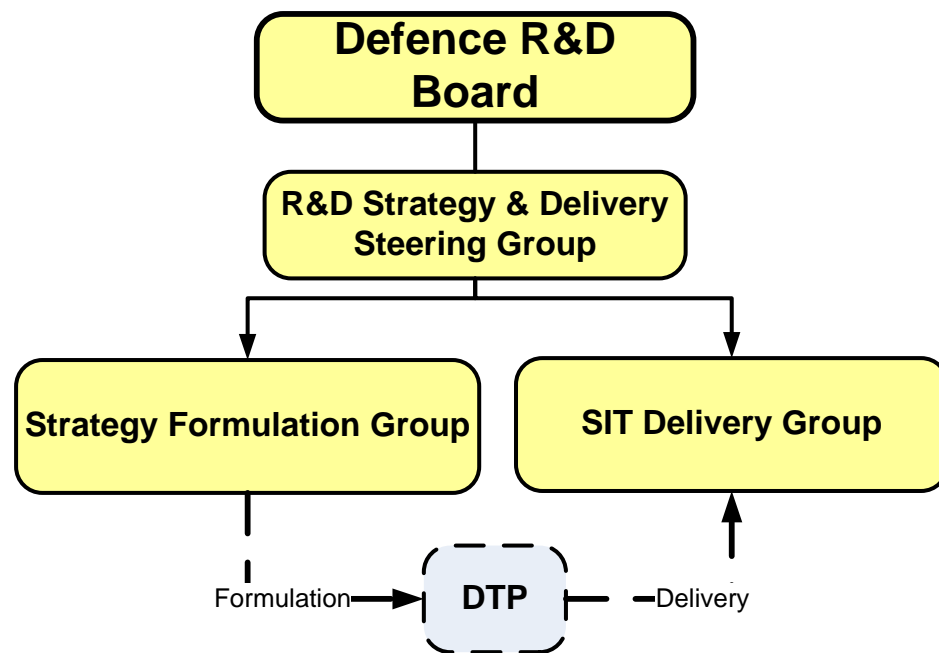 Defence R&D
Board
R&D Strategy & Delivery
Steering Group
Strategy Formulation Group
SIT Delivery Group
Formulation
DTP
Delivery